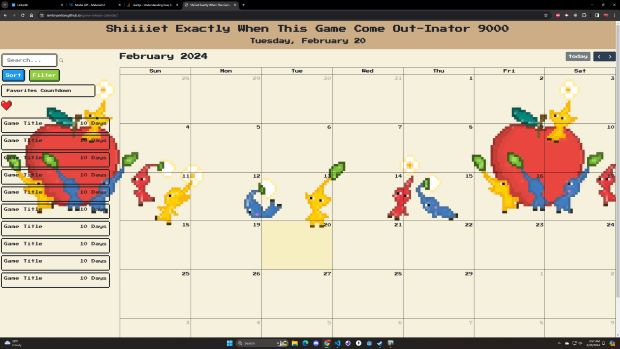 Shiiiet Exactly When This Game Come Out-Inator 9000
Tuesday, February 20
Search...
Sort
Filter
Favorites Countdown
Game Title 10 Days
Game Title 10 Days
Game Title 10 Days
Game Title 10 Days
Game Title 10 Days
Game Title 10 Days
Game Title 10 Days
Game Title 10 Days
Game Title 10 Days
Game Title 10 Days
February 2024
Today
Sun Mon Tue Wed Thu Fri Sat
1 2 3
4 5 6 7 8 9 10
11 12 13 14 15 16 17
18 19 20 21 22 23 24
25 26 27 28 29 1 2
3 4 5 6 7 8 9
Search